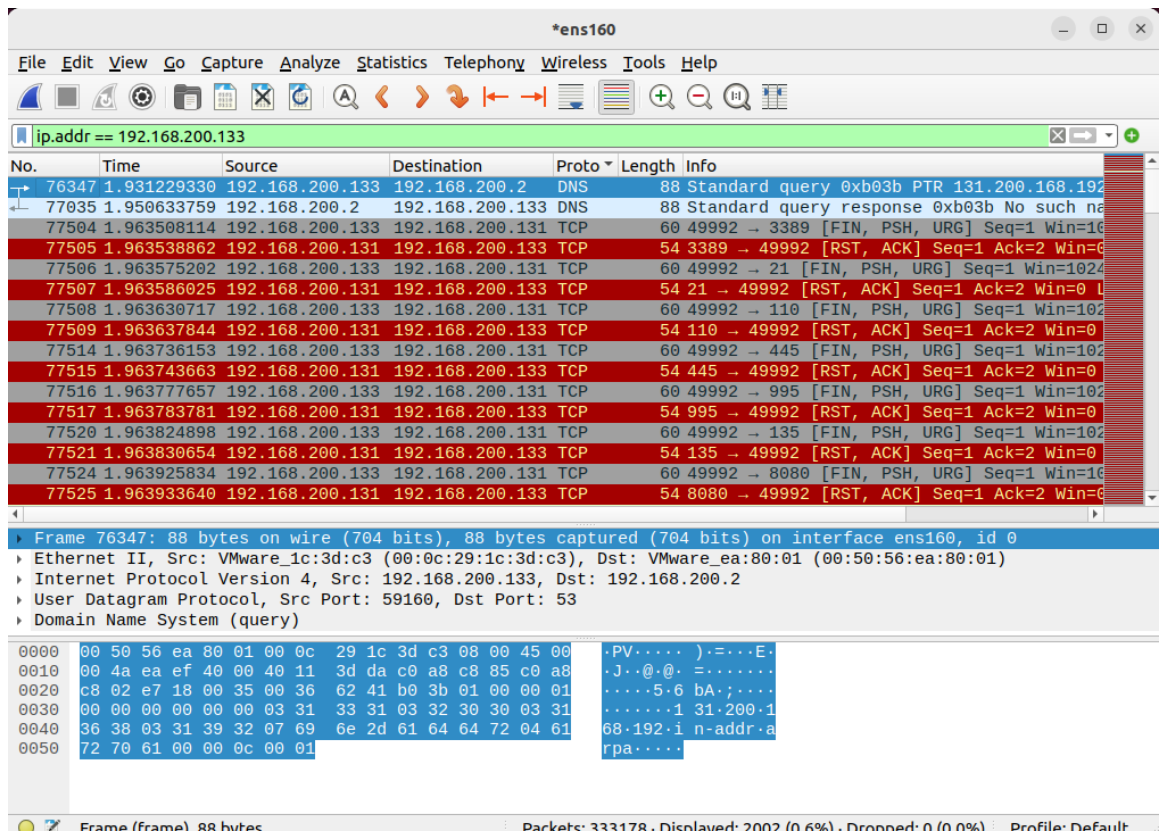 *ens160
File Edit View Go Capture Analyze Statistics Telephony Wireless Tools Help
ip.addr == 192.168.200.133
No. Time Source Destination Proto Length Info
76347 1.931229330 192.168.200.133 192.168.200.2 DNS 88 Standard query 0xb03b PTR 131.200.168.192
77035 1.950633759 192.168.200.2 192.168.200.133 DNS 88 Standard query response 0xb03b No such na
77504 1.963508114 192.168.200.133 192.168.200.131 TCP 60 49992 → 3389 [FIN, PSH, URG] Seq=1 Win=10
77505 1.963538862 192.168.200.131 192.168.200.133 TCP 54 3389 → 49992 [RST, ACK] Seq=1 Ack=2 Win=0
77506 1.963575202 192.168.200.133 192.168.200.131 TCP 60 49992 → 21 [FIN, PSH, URG] Seq=1 Win=1024
77507 1.963586025 192.168.200.131 192.168.200.133 TCP 54 21 → 49992 [RST, ACK] Seq=1 Ack=2 Win=0 L
77508 1.963630717 192.168.200.133 192.168.200.131 TCP 60 49992 → 110 [FIN, PSH, URG] Seq=1 Win=102
77509 1.963637844 192.168.200.131 192.168.200.133 TCP 54 110 → 49992 [RST, ACK] Seq=1 Ack=2 Win=0
77514 1.963736153 192.168.200.133 192.168.200.131 TCP 60 49992 → 445 [FIN, PSH, URG] Seq=1 Win=102
77515 1.963743663 192.168.200.131 192.168.200.133 TCP 54 445 → 49992 [RST, ACK] Seq=1 Ack=2 Win=0
77516 1.963777657 192.168.200.133 192.168.200.131 TCP 60 49992 → 995 [FIN, PSH, URG] Seq=1 Win=102
77517 1.963783781 192.168.200.131 192.168.200.133 TCP 54 995 → 49992 [RST, ACK] Seq=1 Ack=2 Win=0
77520 1.963824898 192.168.200.133 192.168.200.131 TCP 60 49992 → 135 [FIN, PSH, URG] Seq=1 Win=102
77521 1.963830654 192.168.200.131 192.168.200.133 TCP 54 135 → 49992 [RST, ACK] Seq=1 Ack=2 Win=0
77524 1.963925834 192.168.200.133 192.168.200.131 TCP 60 49992 → 8080 [FIN, PSH, URG] Seq=1 Win=10
77525 1.963933640 192.168.200.131 192.168.200.133 TCP 54 8080 → 49992 [RST, ACK] Seq=1 Ack=2 Win=0
Frame 76347: 88 bytes on wire (704 bits), 88 bytes captured (704 bits) on interface ens160, id 0
Ethernet II, Src: VMware_1c:3d:c3 (00:0c:29:1c:3d:c3), Dst: VMware_ea:80:01 (00:50:56:ea:80:01)
Internet Protocol Version 4, Src: 192.168.200.133, Dst: 192.168.200.2
User Datagram Protocol, Src Port: 59160, Dst Port: 53
Domain Name System (query)
0000 00 50 56 ea 80 01 00 0c 29 1c 3d c3 08 00 45 00 ·PV····· )·=···E·
0010 00 4a ea ef 40 00 40 11 3d da c0 a8 c8 85 c0 a8 ·J··@·@· =·······
0020 c8 02 e7 18 00 35 00 36 62 41 b0 3b 01 00 00 01 ·····5·6 bA·;····
0030 00 00 00 00 00 00 03 31 33 31 03 32 30 30 03 31 ·······1 31·200·1
0040 36 38 03 31 39 32 07 69 6e 2d 61 64 64 72 04 61 68·192·i n-addr·a
0050 72 70 61 00 00 0c 00 01 rpa·····
Frame (frame), 88 bytes Packets: 333178 · Displayed: 2002 (0.6%) · Dropped: 0 (0.0%) Profile: Default